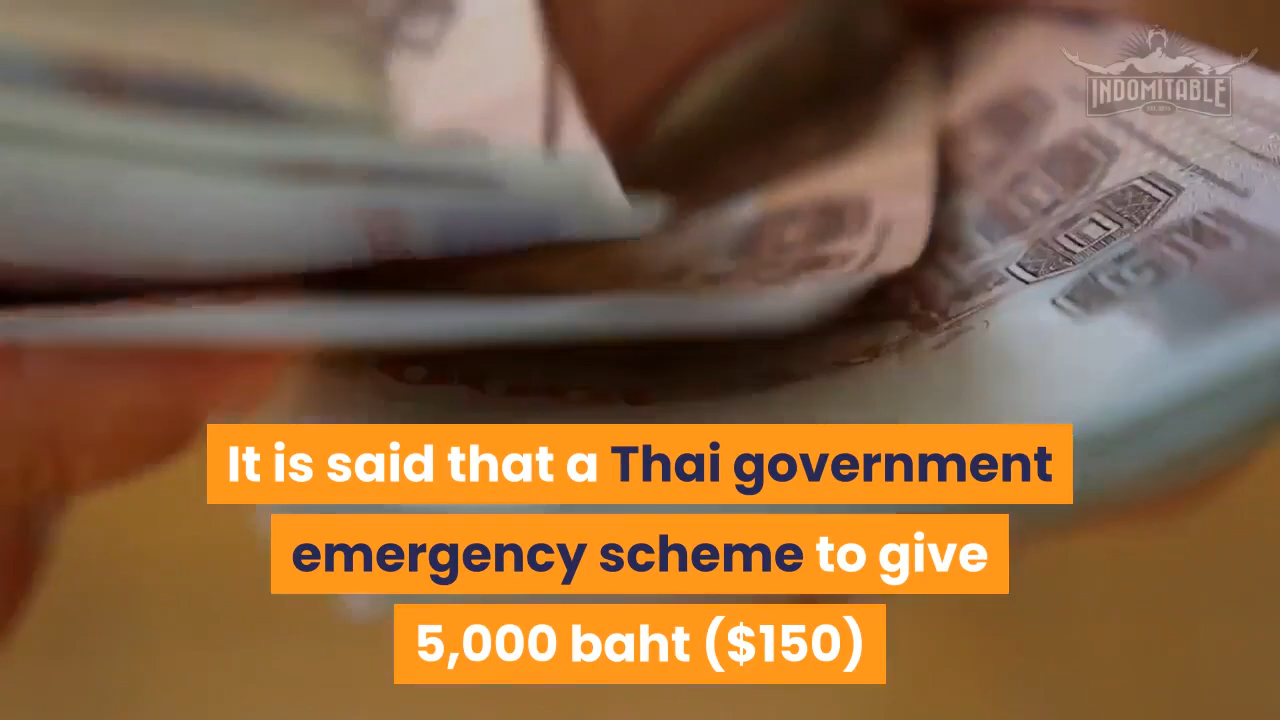 INDOMITABLE
It is said that a Thai government
emergency scheme to give
5,000 baht ($150)